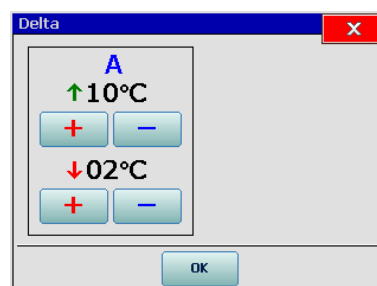 Delta
X
A
↑10°C
+ −
↓02°C
+ −
OK